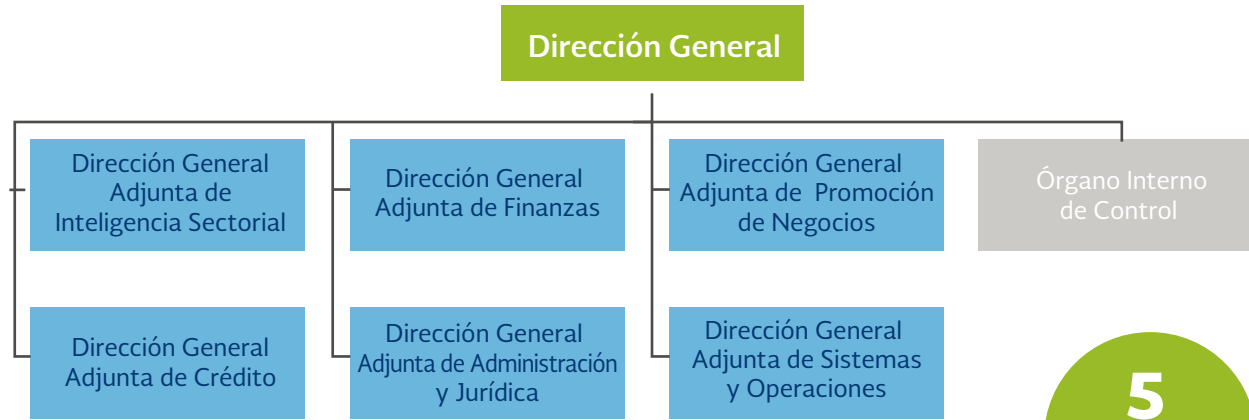 Dirección General
Dirección General
Adjunta de
Inteligencia Sectorial
Dirección General
Adjunta de Finanzas
Dirección General
Adjunta de Promoción
de Negocios
Órgano Interno
de Control
Dirección General
Adjunta de Crédito
Dirección General
Adjunta de Administración
y Jurídica
Dirección General
Adjunta de Sistemas
y Operaciones
5